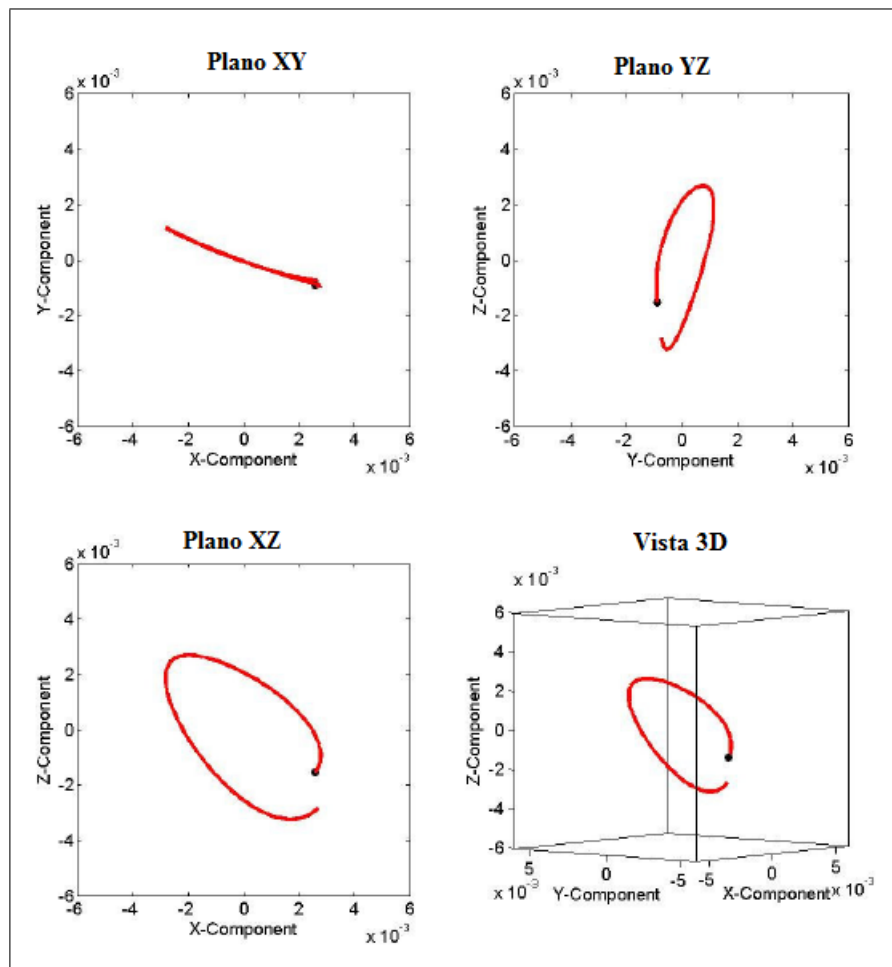 Plano XY
x 10⁻³
6
4
2
0
-2
-4
-6
Y-Component
-6 -4 -2 0 2 4 6
X-Component
x 10⁻³
Plano YZ
x 10⁻³
6
4
2
0
-2
-4
-6
Z-Component
-6 -4 -2 0 2 4 6
Y-Component
x 10⁻³
Plano XZ
x 10⁻³
6
4
2
0
-2
-4
-6
Z-Component
-6 -4 -2 0 2 4 6
X-Component
x 10⁻³
Vista 3D
x 10⁻³
6
4
2
0
-2
-4
-6
Z-Component
5 0 -5 -5 0 5
x 10⁻³ Y-Component X-Component x 10⁻³